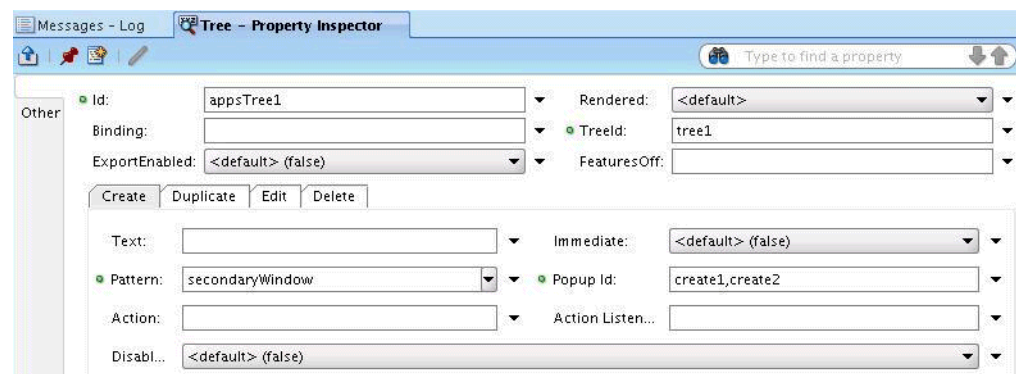 Messages - Log Tree - Property Inspector
Type to find a property
Other
Id: appsTree1 Rendered: <default>
Binding: TreeId: tree1
ExportEnabled: <default> (false) FeaturesOff:
Create Duplicate Edit Delete
Text: Immediate: <default> (false)
Pattern: secondaryWindow Popup Id: create1,create2
Action: Action Listen...
Disabl... <default> (false)